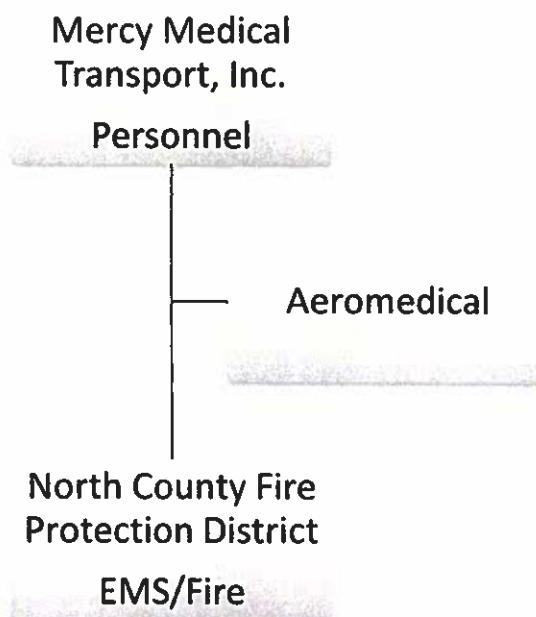 Mercy Medical
Transport, Inc.
Personnel
Aeromedical
North County Fire
Protection District
EMS/Fire